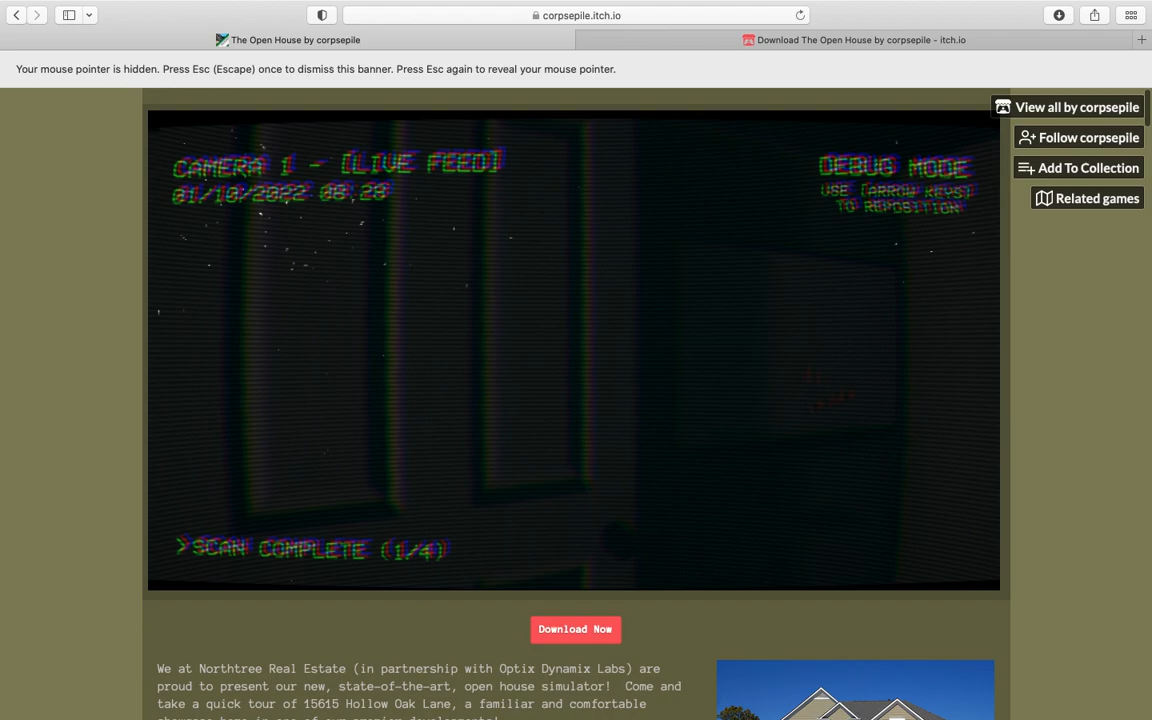 corpsepile.itch.io
The Open House by corpsepile
Download The Open House by corpsepile - itch.io
Your mouse pointer is hidden. Press Esc (Escape) once to dismiss this banner. Press Esc again to reveal your mouse pointer.
View all by corpsepile
Follow corpsepile
Add To Collection
Related games
CAMERA 1 - [LIVE FEED]
01/10/2022 08:28
DEBUG MODE
USE [ARROW KEYS]
TO REPOSITION
>SCAN COMPLETE (1/4)
Download Now
We at Northtree Real Estate (in partnership with Optix Dynamix Labs) are
proud to present our new, state-of-the-art, open house simulator! Come and
take a quick tour of 15615 Hollow Oak Lane, a familiar and comfortable